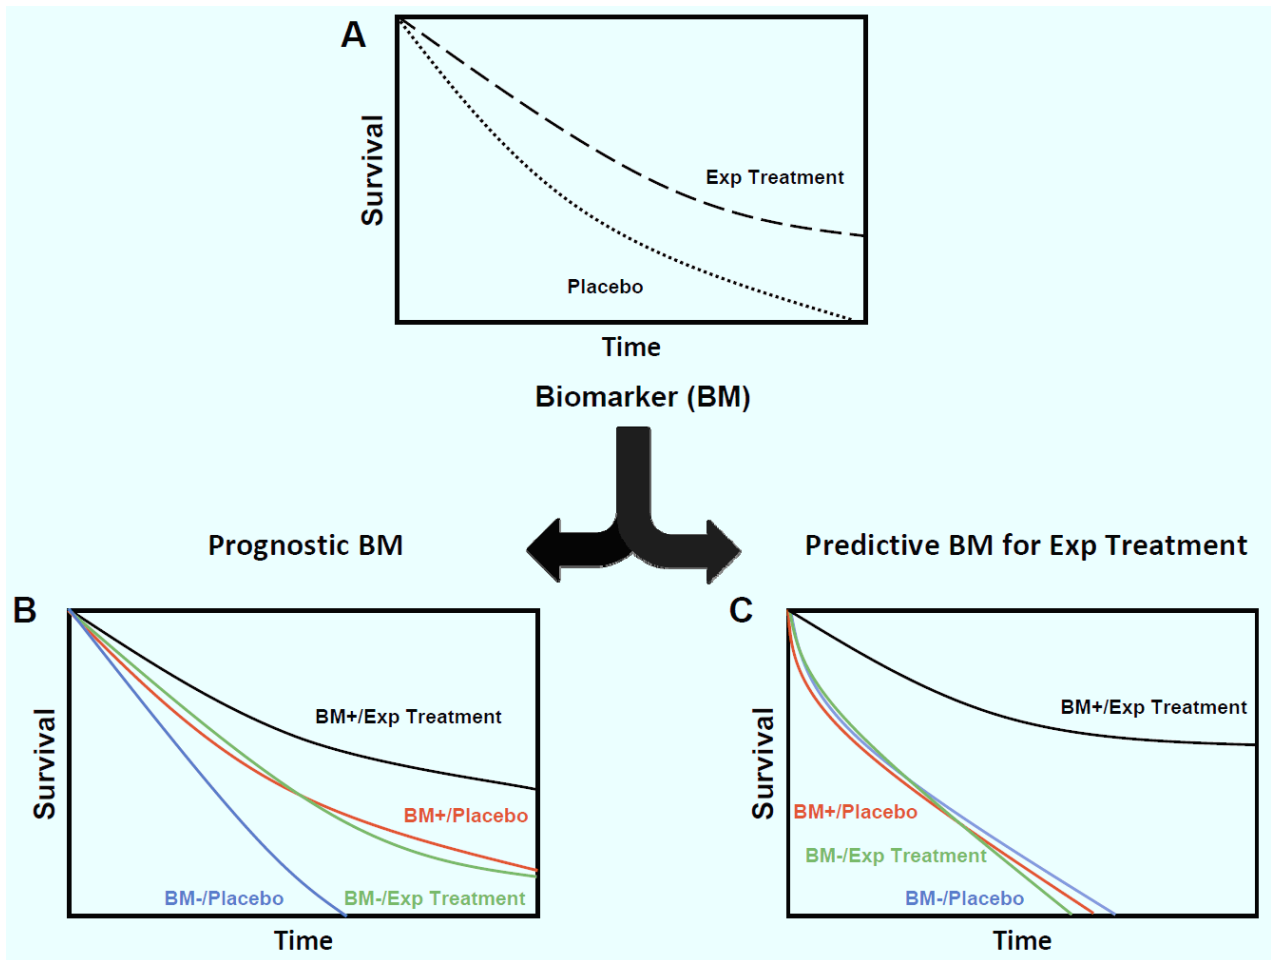 A
Survival
Exp Treatment
Placebo
Time
Biomarker (BM)
Prognostic BM
Predictive BM for Exp Treatment
B
Survival
BM+/Exp Treatment
BM+/Placebo
BM-/Placebo
BM-/Exp Treatment
Time
C
Survival
BM+/Exp Treatment
BM+/Placebo
BM-/Exp Treatment
BM-/Placebo
Time